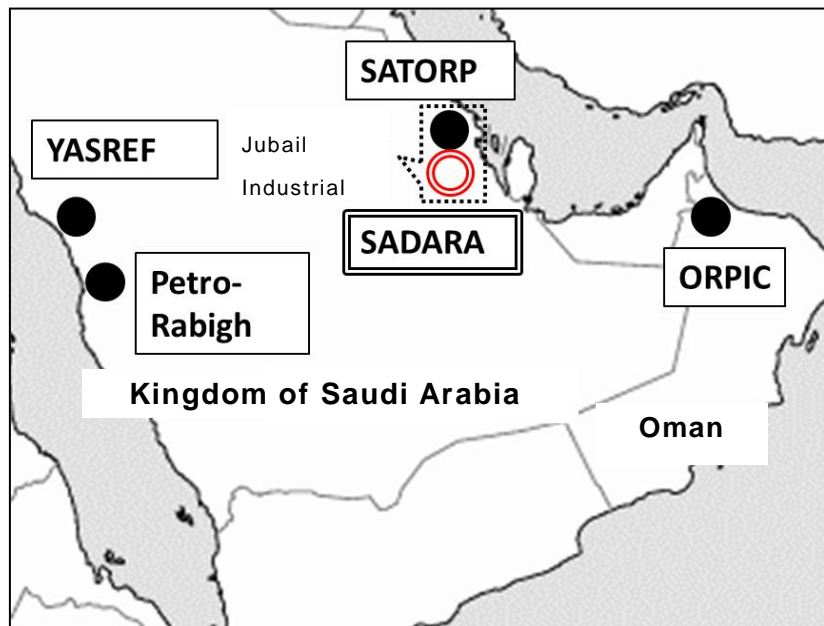 SATORP
YASREF
Jubail
Industrial
SADARA
ORPIC
Petro-
Rabigh
Kingdom of Saudi Arabia
Oman